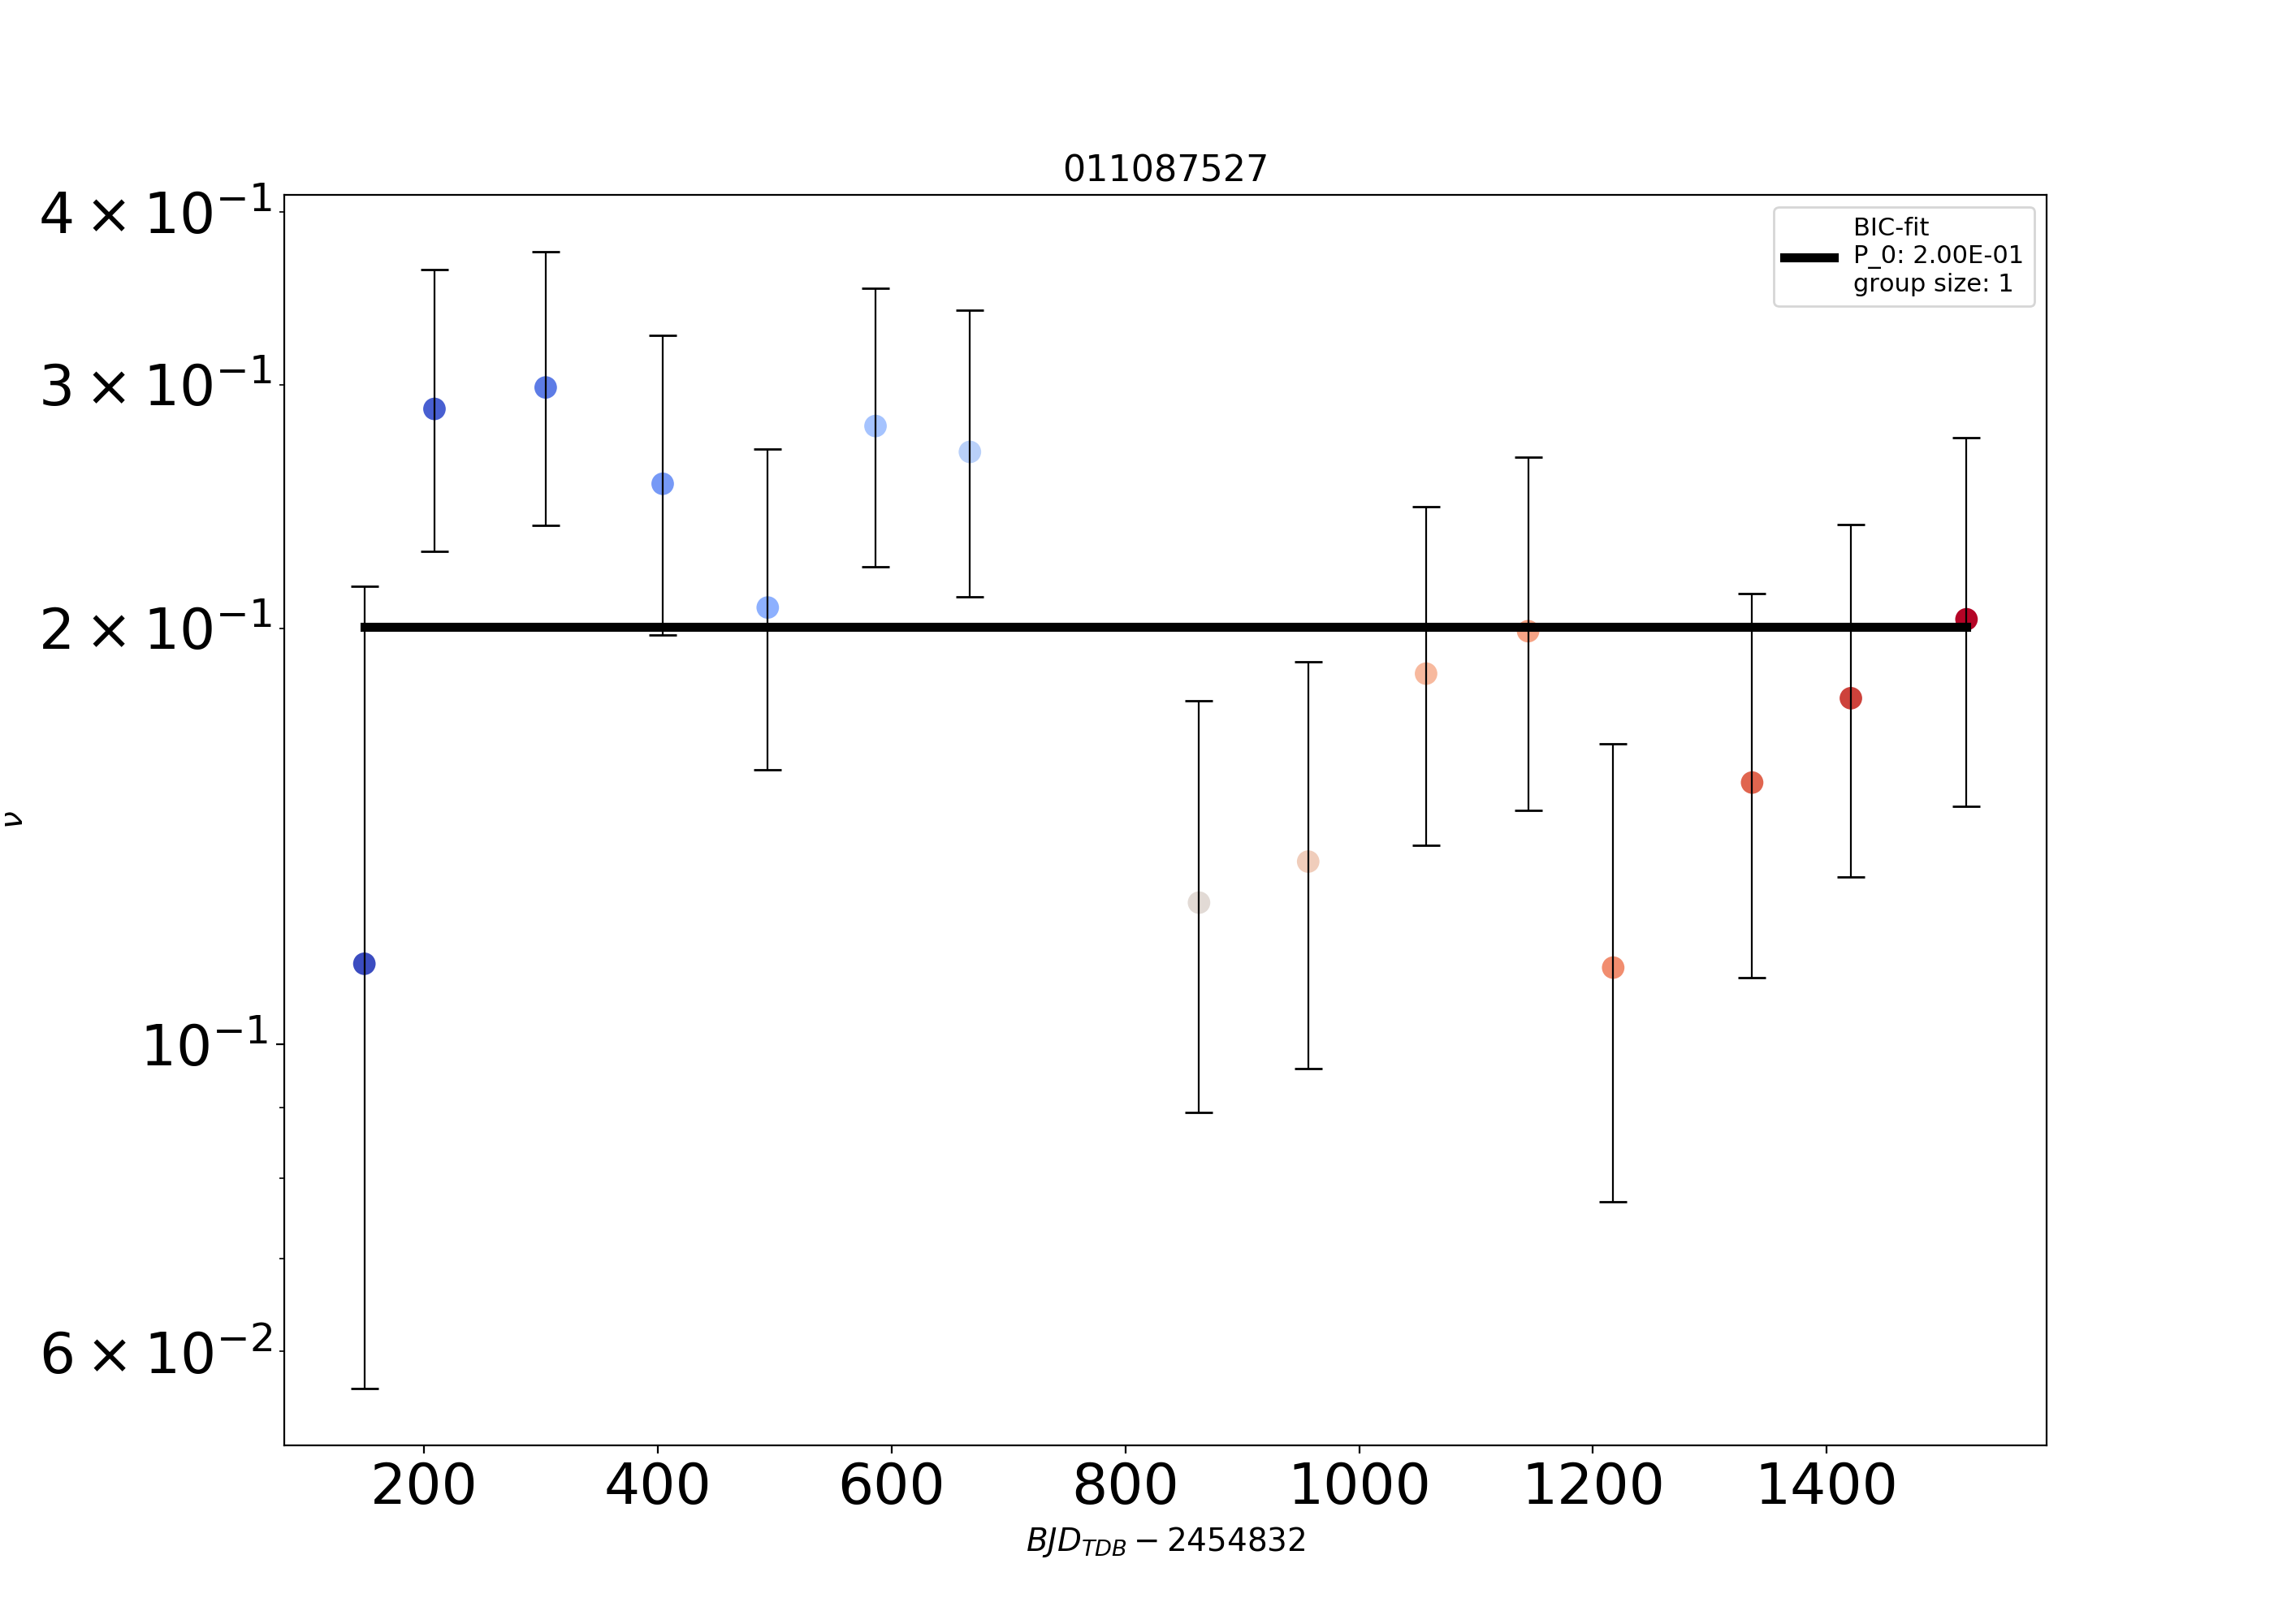 011087527
4 × 10⁻¹
3 × 10⁻¹
2 × 10⁻¹
10⁻¹
6 × 10⁻²
ν
BIC-fit
P_0: 2.00E-01
group size: 1
200 400 600 800 1000 1200 1400
BJD_TDB − 2454832